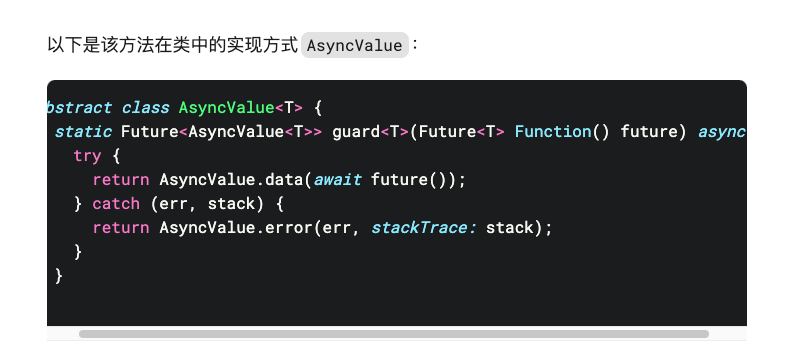 以下是该方法在类中的实现方式 AsyncValue：
bstract class AsyncValue<T> {
static Future<AsyncValue<T>> guard<T>(Future<T> Function() future) async
try {
return AsyncValue.data(await future());
} catch (err, stack) {
return AsyncValue.error(err, stackTrace: stack);
}
}